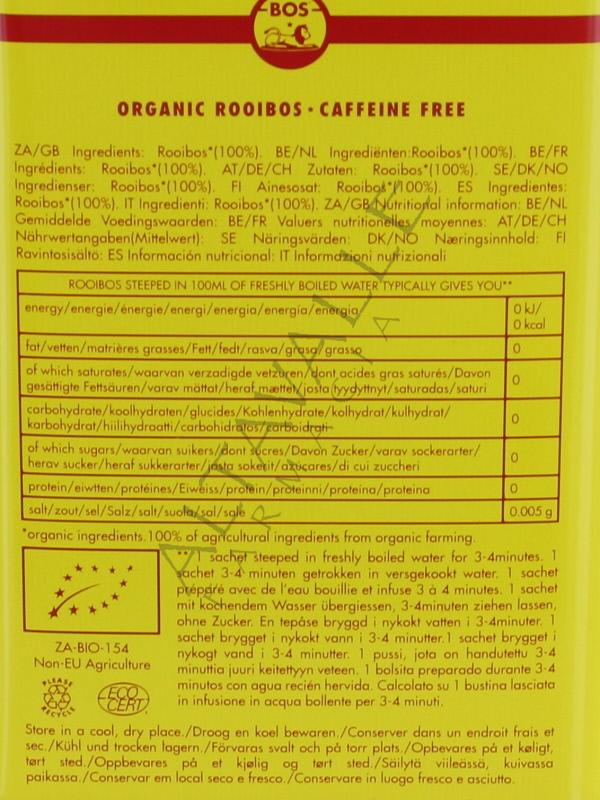 BOS
ORGANIC ROOIBOS · CAFFEINE FREE
ZA/GB Ingredients: Rooibos*(100%). BE/NL Ingrediënten:Rooibos*(100%). BE/FR
Ingrédients: Rooibos*(100%). AT/DE/CH Zutaten: Rooibos*(100%). SE/DK/NO
Ingredienser: Rooibos*(100%). FI Ainesosat: Rooibos*(100%). ES Ingredientes:
Rooibos*(100%). IT Ingredienti: Rooibos*(100%). ZA/GB Nutritional information: BE/NL
Gemiddelde Voedingswaarden: BE/FR Valuers nutritionelles moyennes: AT/DE/CH
Nährwertangaben(Mittelwert): SE Näringsvärden: DK/NO Næringsinnhold: FI
Ravintosisältö: ES Información nutricional: IT Informazioni nutrizionali
ROOIBOS STEEPED IN 100ML OF FRESHLY BOILED WATER TYPICALLY GIVES YOU**
energy/energie/énergie/energi/energia/energía/energia 0 kJ/
0 kcal
fat/vetten/matrières grasses/Fett/fedt/rasva/grasa/grasso 0
of which saturates/waarvan verzadigde vetzuren/dont acides gras saturés/Davon
gesättigte Fettsäuren/varav mättat/heraf mættet/josta tyydyttnyt/saturadas/saturi 0
carbohydrate/koolhydraten/glucides/Kohlenhydrate/kolhydrat/kulhydrat/
karbohydrat/hiilihydraatti/carbohidratos/carboidrati 0
of which sugars/waarvan suikers/dont sucres/Davon Zucker/varav sockerarter/
herav sucker/heraf sukkerarter/josta sokerit/azúcares/di cui zuccheri 0
protein/eiwtten/protéines/Eiweiss/protein/proteinni/proteína/proteina 0
salt/zout/sel/Salz/salt/suola/sal/sale 0.005 g
*organic ingredients.100% of agricultural ingredients from organic farming.
**1 sachet steeped in freshly boiled water for 3-4minutes. 1
sachet 3-4 minuten getrokken in versgekookt water. 1 sachet
préparé avec de l'eau bouillie et infuse 3 à 4 minutes. 1 sachet
mit kochendem Wasser übergiessen, 3-4minuten ziehen lassen,
ohne Zucker. En tepåse bryggd i nykokt vatten i 3-4minuter. 1
sachet brygget i nykokt vann i 3-4 minutter.1 sachet brygget i
nykogt vand i 3-4 minutter. 1 pussi, jota on handutettu 3-4
minuttia juuri keitettyyn veteen. 1 bolsita preparado durante 3-4
minutos con agua recién hervida. Calcolato su 1 bustina lasciata
in infusione in acqua bollente per 3-4 minuti.
ZA-BIO-154
Non-EU Agriculture
PLEASE
RECYCLE
ECO
CERT
Store in a cool, dry place./Droog en koel bewaren./Conserver dans un endroit frais et
sec./Kühl und trocken lagern./Förvaras svalt och på torr plats./Opbevares på et køligt,
tørt sted./Oppbevares på et kjølig og tørt sted./Säilytä viileässä, kuivassa
paikassa./Conservar em local seco e fresco./Conservare in luogo fresco e asciutto.
ALTAVALLE
FARMACIA